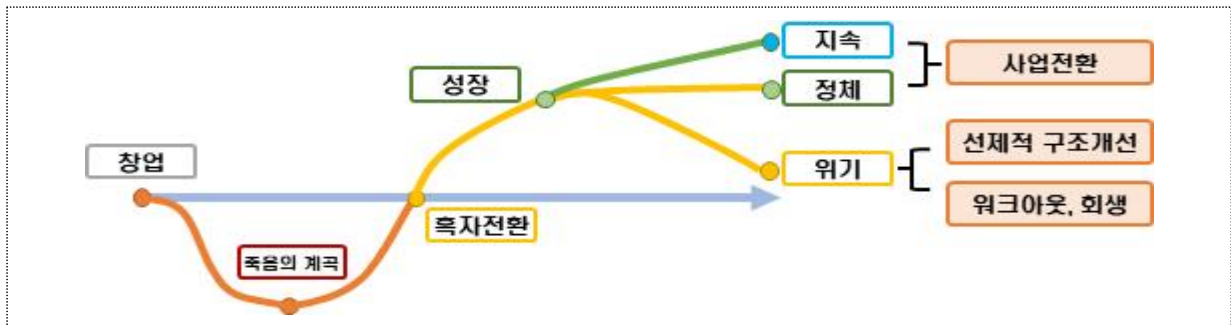 지속
사업전환
성장
정체
창업
선제적 구조개선
위기
흑자전환
워크아웃, 회생
죽음의 계곡